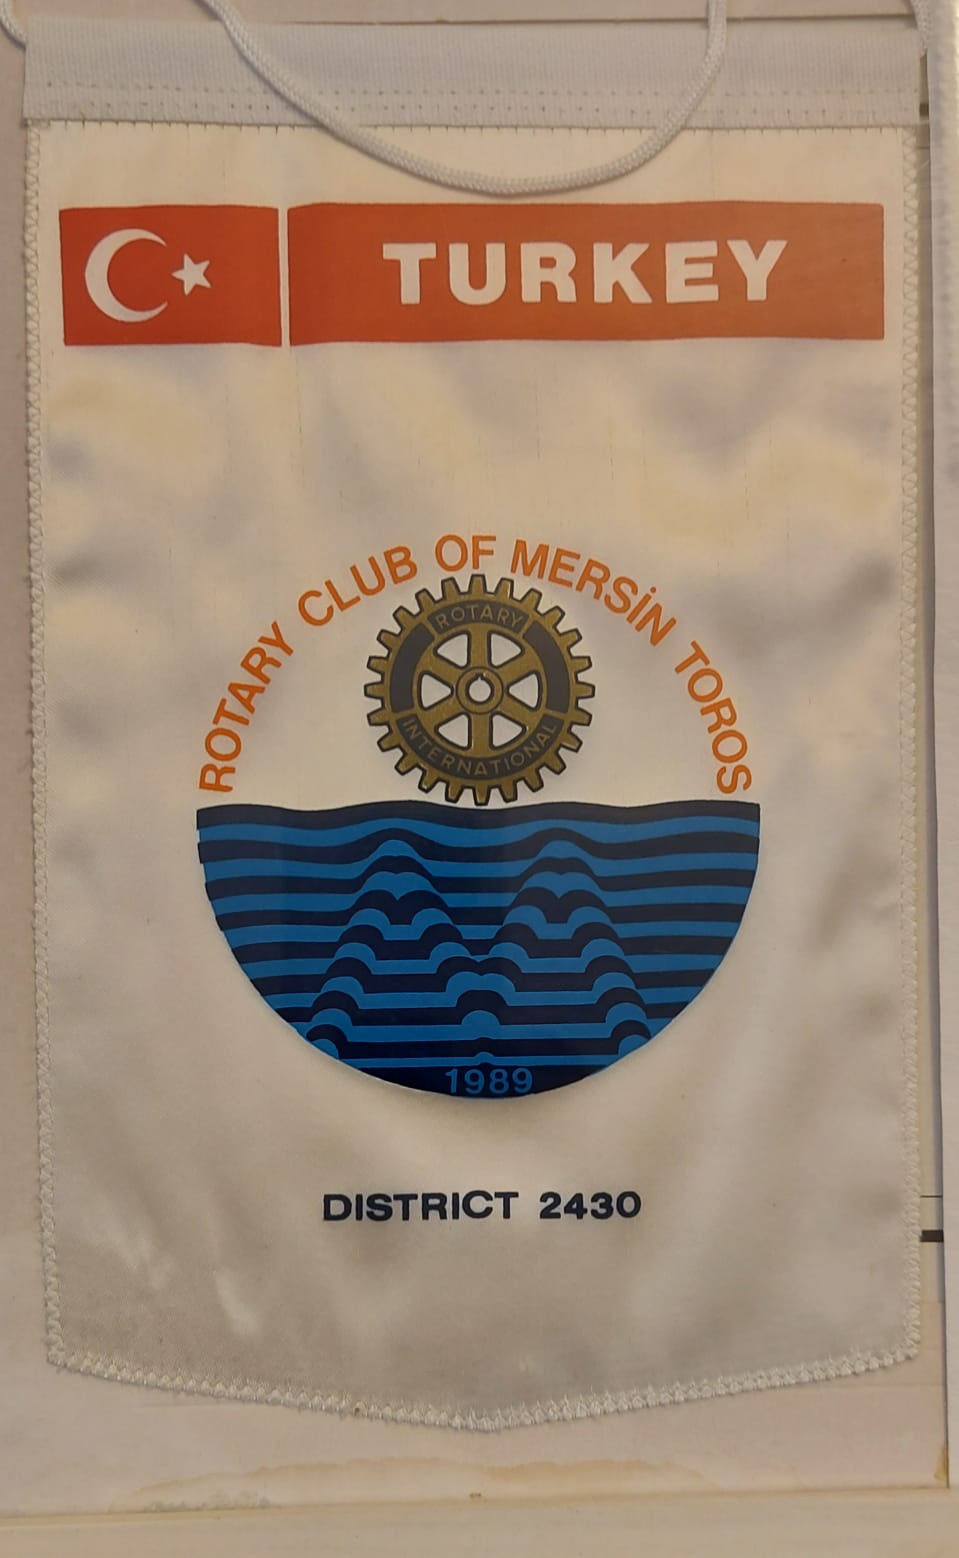 TURKEY
ROTARY CLUB OF MERSİN TOROS
ROTARY
INTERNATIONAL
1989
DISTRICT 2430